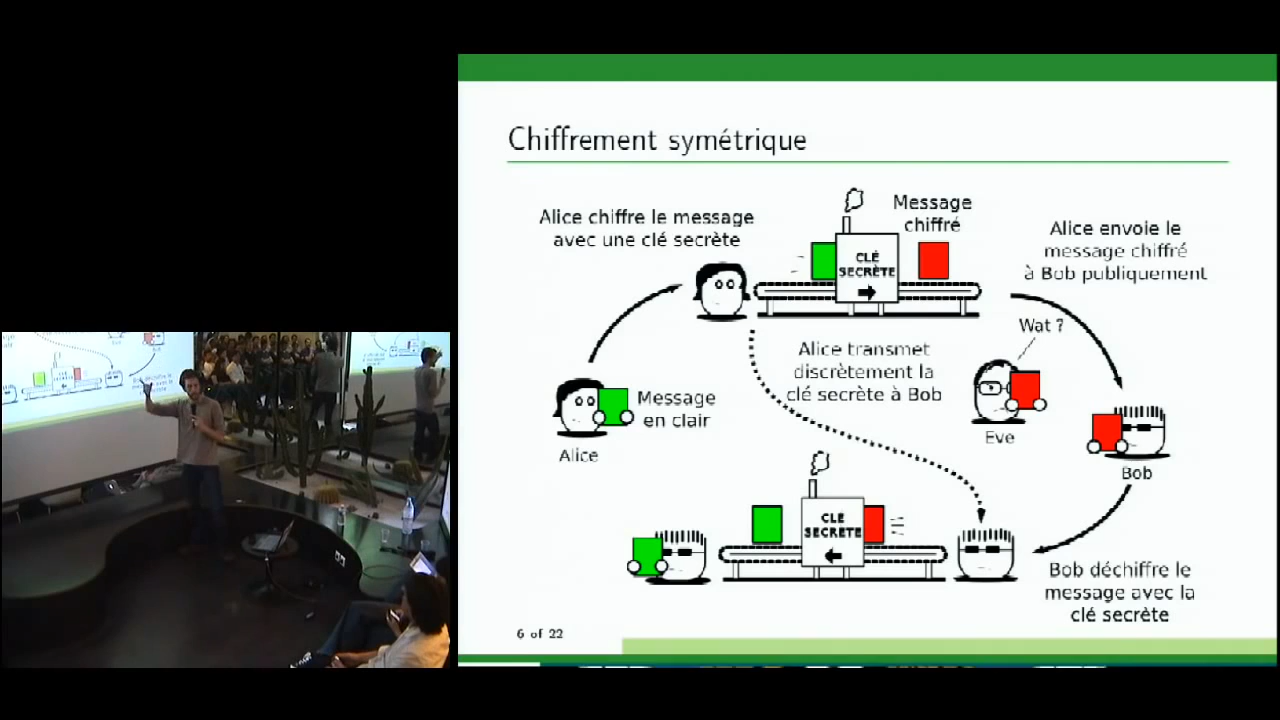 Chiffrement symétrique
Alice chiffre le message
avec une clé secrète
CLÉ
SECRÈTE
Message
chiffré
Alice envoie le
message chiffré
à Bob publiquement
Wat ?
Eve
Bob
Alice transmet
discrètement la
clé secrète à Bob
Message
en clair
Alice
CLÉ
SECRÈTE
Bob déchiffre le
message avec la
clé secrète
6 of 22